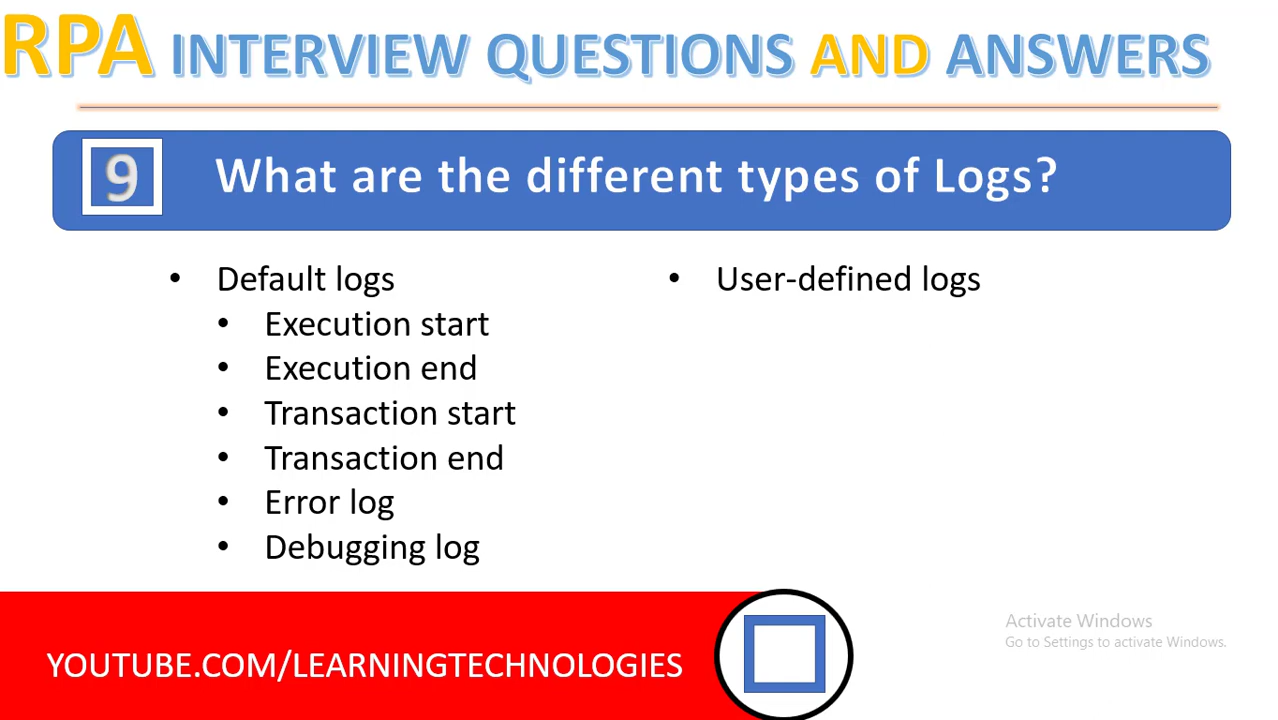 RPA INTERVIEW QUESTIONS AND ANSWERS
9 What are the different types of Logs?
• Default logs
• Execution start
• Execution end
• Transaction start
• Transaction end
• Error log
• Debugging log
• User-defined logs
YOUTUBE.COM/LEARNINGTECHNOLOGIES
Activate Windows
Go to Settings to activate Windows.